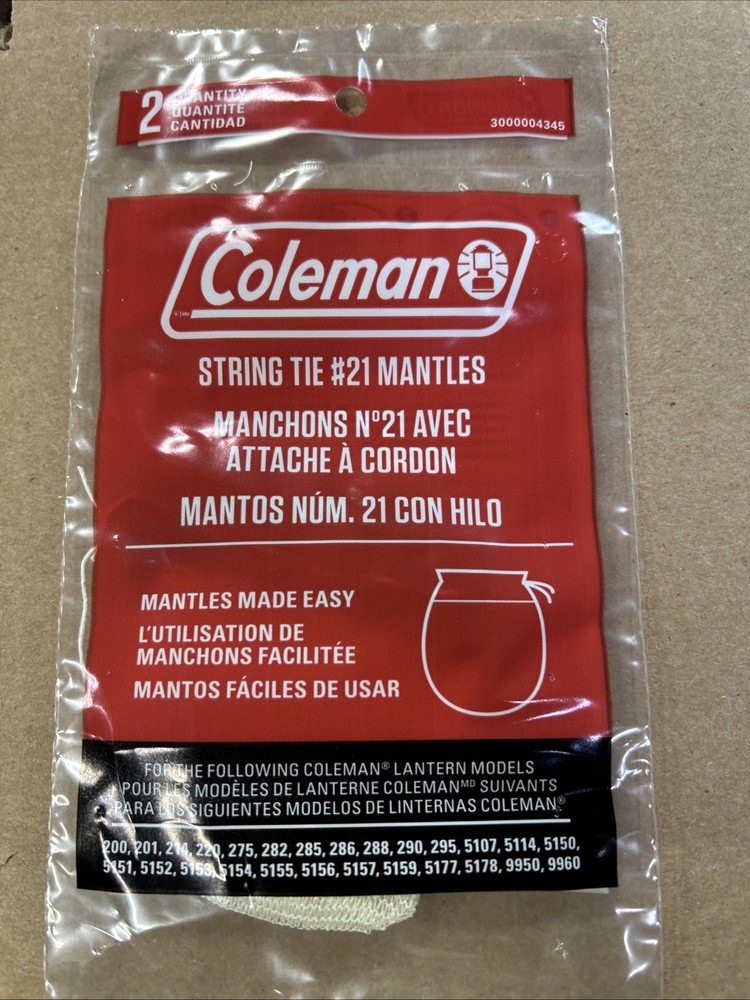 2 QUANTITY
QUANTITÉ
CANTIDAD
3000004345
Coleman
STRING TIE #21 MANTLES
MANCHONS Nº21 AVEC
ATTACHE À CORDON
MANTOS NÚM. 21 CON HILO
MANTLES MADE EASY
L'UTILISATION DE
MANCHONS FACILITÉE
MANTOS FÁCILES DE USAR
FOR THE FOLLOWING COLEMAN® LANTERN MODELS
POUR LES MODÈLES DE LANTERNE COLEMANᴹᴰ SUIVANTS
PARA LOS SIGUIENTES MODELOS DE LINTERNAS COLEMAN®
200, 201, 214, 220, 275, 282, 285, 286, 288, 290, 295, 5107, 5114, 5150,
5151, 5152, 5153, 5154, 5155, 5156, 5157, 5159, 5177, 5178, 9950, 9960